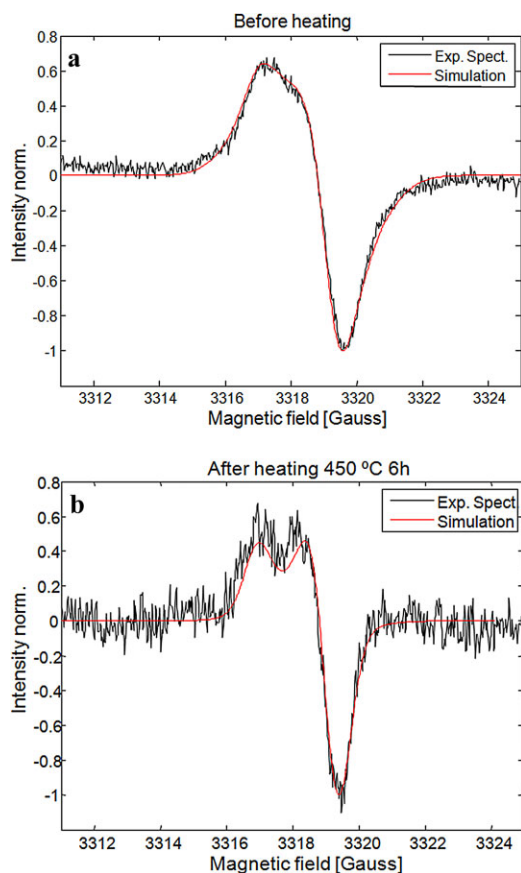 Before heating
a
Exp. Spect.
Simulation
0.8
0.6
0.4
0.2
0
-0.2
-0.4
-0.6
-0.8
-1
Intensity norm.
3312 3314 3316 3318 3320 3322 3324
Magnetic field [Gauss]
After heating 450 ºC 6h
b
Exp. Spect
Simulation
0.8
0.6
0.4
0.2
0
-0.2
-0.4
-0.6
-0.8
-1
Intensity norm.
3312 3314 3316 3318 3320 3322 3324
Magnetic field [Gauss]